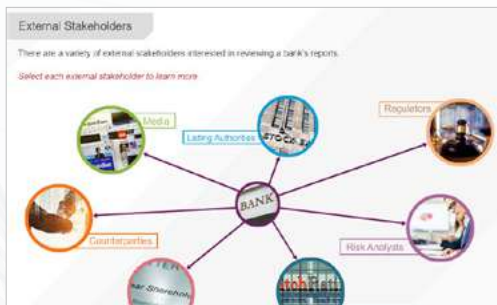 External Stakeholders
There are a variety of external stakeholders interested in reviewing a bank's reports.
Select each external stakeholder to learn more
Media
Listing Authorities
Regulators
BANK
Counterparties
Risk Analysts